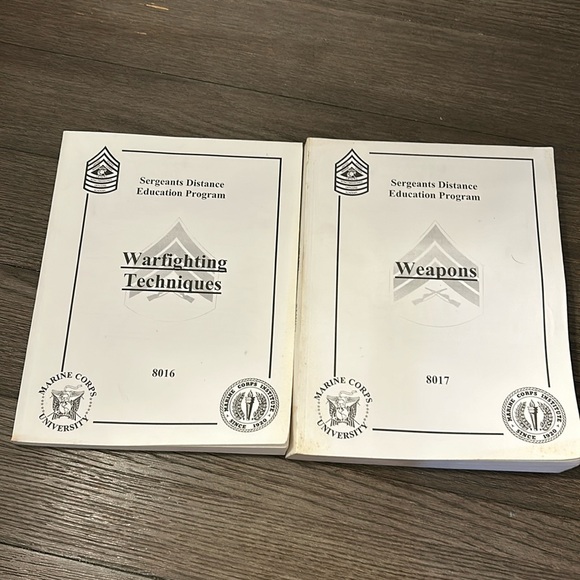 Sergeants Distance
Education Program
Warfighting
Techniques
8016
MARINE CORPS
UNIVERSITY
MARINE CORPS INSTITUTE
SINCE 1920
Sergeants Distance
Education Program
Weapons
8017
MARINE CORPS
UNIVERSITY
MARINE CORPS INSTITUTE
SINCE 1920